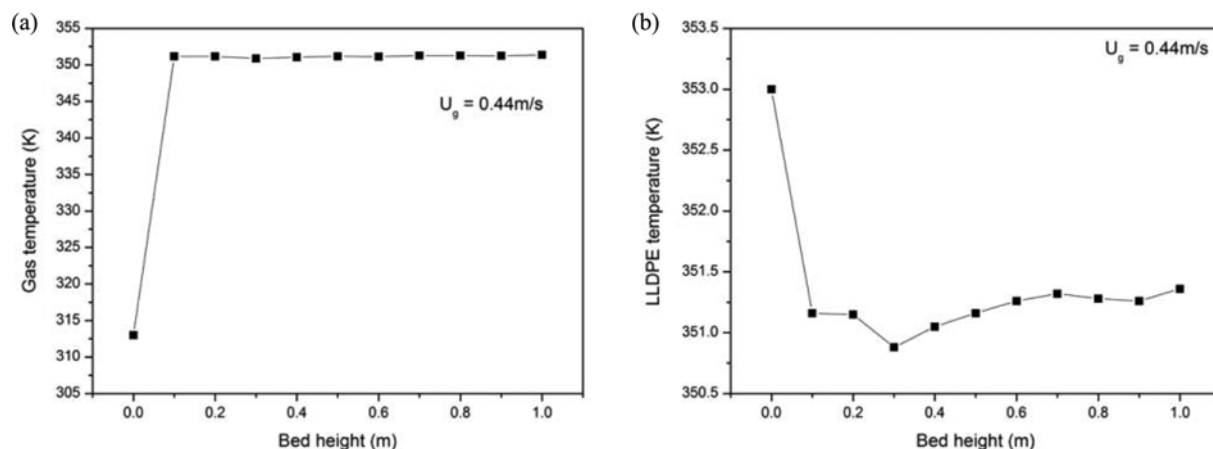 (a)
355
350
345
340
335
330
325
320
315
310
305
Gas temperature (K)
U_g = 0.44m/s
0.0 0.2 0.4 0.6 0.8 1.0
Bed height (m)
(b)
353.5
353.0
352.5
352.0
351.5
351.0
350.5
LLDPE temperature (K)
U_g = 0.44m/s
0.0 0.2 0.4 0.6 0.8 1.0
Bed height (m)